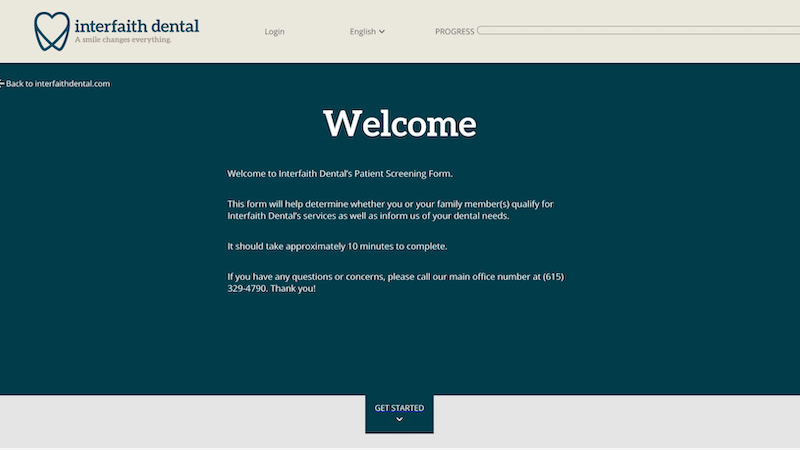 interfaith dental
A smile changes everything.
Login
English
PROGRESS
Back to interfaithdental.com
Welcome
Welcome to Interfaith Dental's Patient Screening Form.
This form will help determine whether you or your family member(s) qualify for
Interfaith Dental's services as well as inform us of your dental needs.
It should take approximately 10 minutes to complete.
If you have any questions or concerns, please call our main office number at (615)
329-4790. Thank you!
GET STARTED